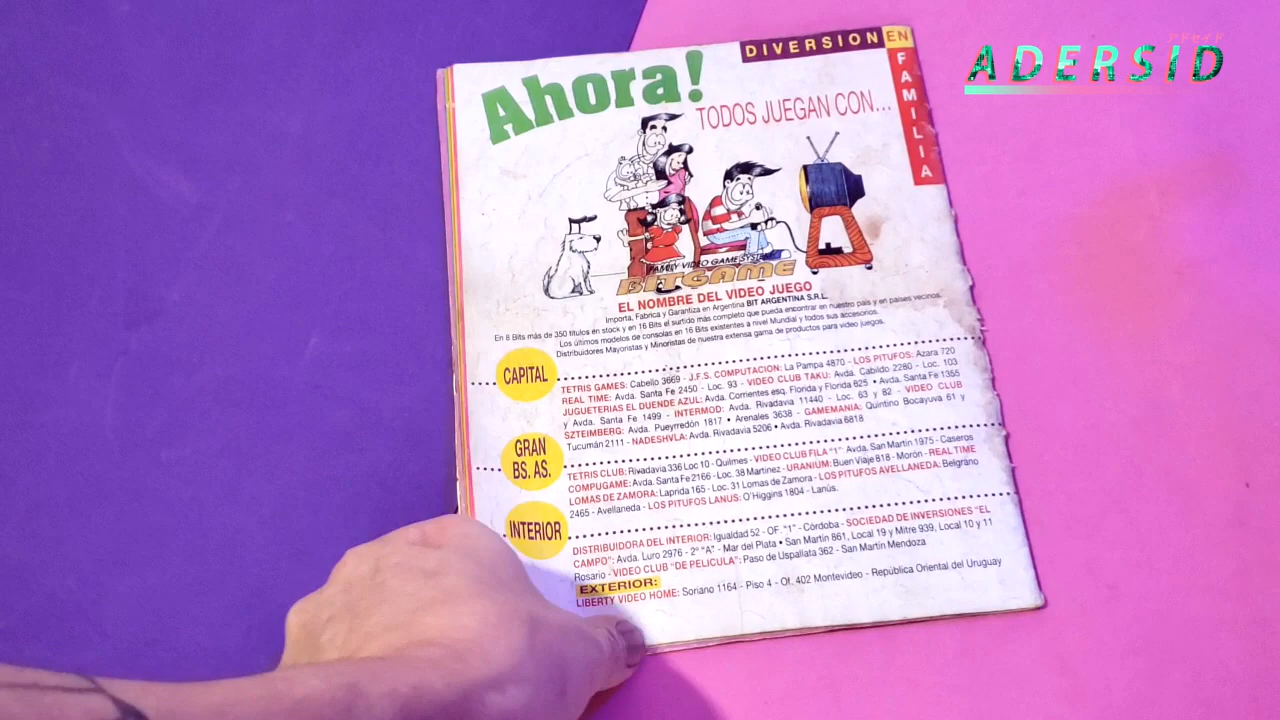 アドセイド
ADERSID
DIVERSION EN
FAMILIA
Ahora!
TODOS JUEGAN CON...
FAMILY VIDEO GAME SYSTEM
BITGAME
EL NOMBRE DEL VIDEO JUEGO
Importa, Fabrica y Garantiza en Argentina BIT ARGENTINA S.R.L.
En 8 Bits más de 350 títulos en stock y en 16 Bits el surtido más completo que pueda encontrar en nuestro país y en países vecinos.
Los últimos modelos de consolas en 16 Bits existentes a nivel Mundial y todos sus accesorios.
Distribuidores Mayoristas y Minoristas de nuestra extensa gama de productos para video juegos.
CAPITAL
TETRIS GAMES: Cabello 3669 - J.F.S. COMPUTACION: La Pampa 4870 - LOS PITUFOS: Azara 720
REAL TIME: Avda. Santa Fe 2450 - Loc. 93 - VIDEO CLUB TAKU: Avda. Cabildo 2280 - Loc. 103
JUGUETERIAS EL DUENDE AZUL: Avda. Corrientes esq. Florida y Florida 625 • Avda. Santa Fe 1355
y Avda. Santa Fe 1499 - INTERMOD: Avda. Rivadavia 11440 - Loc. 63 y 82 - VIDEO CLUB
SZTEIMBERG: Avda. Pueyrredón 1817 • Arenales 3638 - GAMEMANIA: Quintino Bocayuva 61 y
Tucumán 2111 - NADESHVLA: Avda. Rivadavia 5206 • Avda. Rivadavia 6818
GRAN
BS. AS.
TETRIS CLUB: Rivadavia 336 Loc 10 - Quilmes - VIDEO CLUB FILA "1": Avda. San Martín 1975 - Caseros
COMPUGAME: Avda. Santa Fe 2166 - Loc. 38 Martinez - URANIUM: Buen Viaje 818 - Morón - REAL TIME
LOMAS DE ZAMORA: Laprida 165 - Loc. 31 Lomas de Zamora - LOS PITUFOS AVELLANEDA: Belgrano
2465 - Avellaneda - LOS PITUFOS LANUS: O'Higgins 1804 - Lanús.
INTERIOR
DISTRIBUIDORA DEL INTERIOR: Igualdad 52 - OF. "1" - Córdoba - SOCIEDAD DE INVERSIONES "EL
CAMPO": Avda. Luro 2976 - 2º "A" - Mar del Plata • San Martín 861, Local 19 y Mitre 939, Local 10 y 11
Rosario - VIDEO CLUB "DE PELICULA": Paso de Uspallata 362 - San Martín Mendoza
EXTERIOR:
LIBERTY VIDEO HOME: Soriano 1164 - Piso 4 - Of. 402 Montevideo - República Oriental del Uruguay